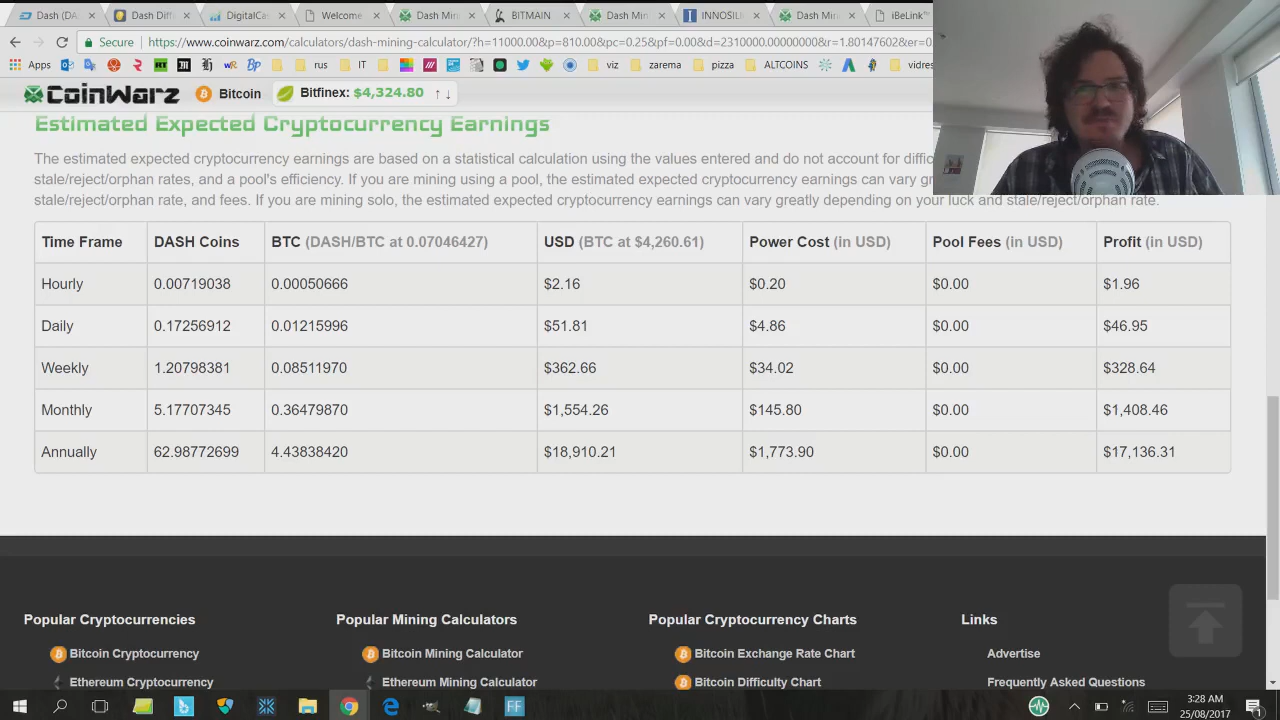 Dash (DA
Dash Diff
DigitalCas
Welcome
Dash Min
BITMAIN
Dash Min
INNOSILI
Dash Min
iBeLink™
Secure https://www.coinwarz.com/calculators/dash-mining-calculator/?h=11000.00&p=810.00&pc=0.25&pf=0.00&d=2310000.00000000&r=1.80147602&er=0.
Apps rus IT viz zarema pizza ALTCOINS vidres
CoinWarz Bitcoin Bitfinex: $4,324.80 ↑ ↓
Estimated Expected Cryptocurrency Earnings
The estimated expected cryptocurrency earnings are based on a statistical calculation using the values entered and do not account for diffic
stale/reject/orphan rates, and a pool's efficiency. If you are mining using a pool, the estimated expected cryptocurrency earnings can vary gre
stale/reject/orphan rate, and fees. If you are mining solo, the estimated expected cryptocurrency earnings can vary greatly depending on your luck and stale/reject/orphan rate.
Time Frame DASH Coins BTC (DASH/BTC at 0.07046427) USD (BTC at $4,260.61) Power Cost (in USD) Pool Fees (in USD) Profit (in USD)
Hourly 0.00719038 0.00050666 $2.16 $0.20 $0.00 $1.96
Daily 0.17256912 0.01215996 $51.81 $4.86 $0.00 $46.95
Weekly 1.20798381 0.08511970 $362.66 $34.02 $0.00 $328.64
Monthly 5.17707345 0.36479870 $1,554.26 $145.80 $0.00 $1,408.46
Annually 62.98772699 4.43838420 $18,910.21 $1,773.90 $0.00 $17,136.31
Popular Cryptocurrencies Popular Mining Calculators Popular Cryptocurrency Charts Links
Bitcoin Cryptocurrency Bitcoin Mining Calculator Bitcoin Exchange Rate Chart Advertise
Ethereum Cryptocurrency Ethereum Mining Calculator Bitcoin Difficulty Chart Frequently Asked Questions
3:28 AM
25/08/2017